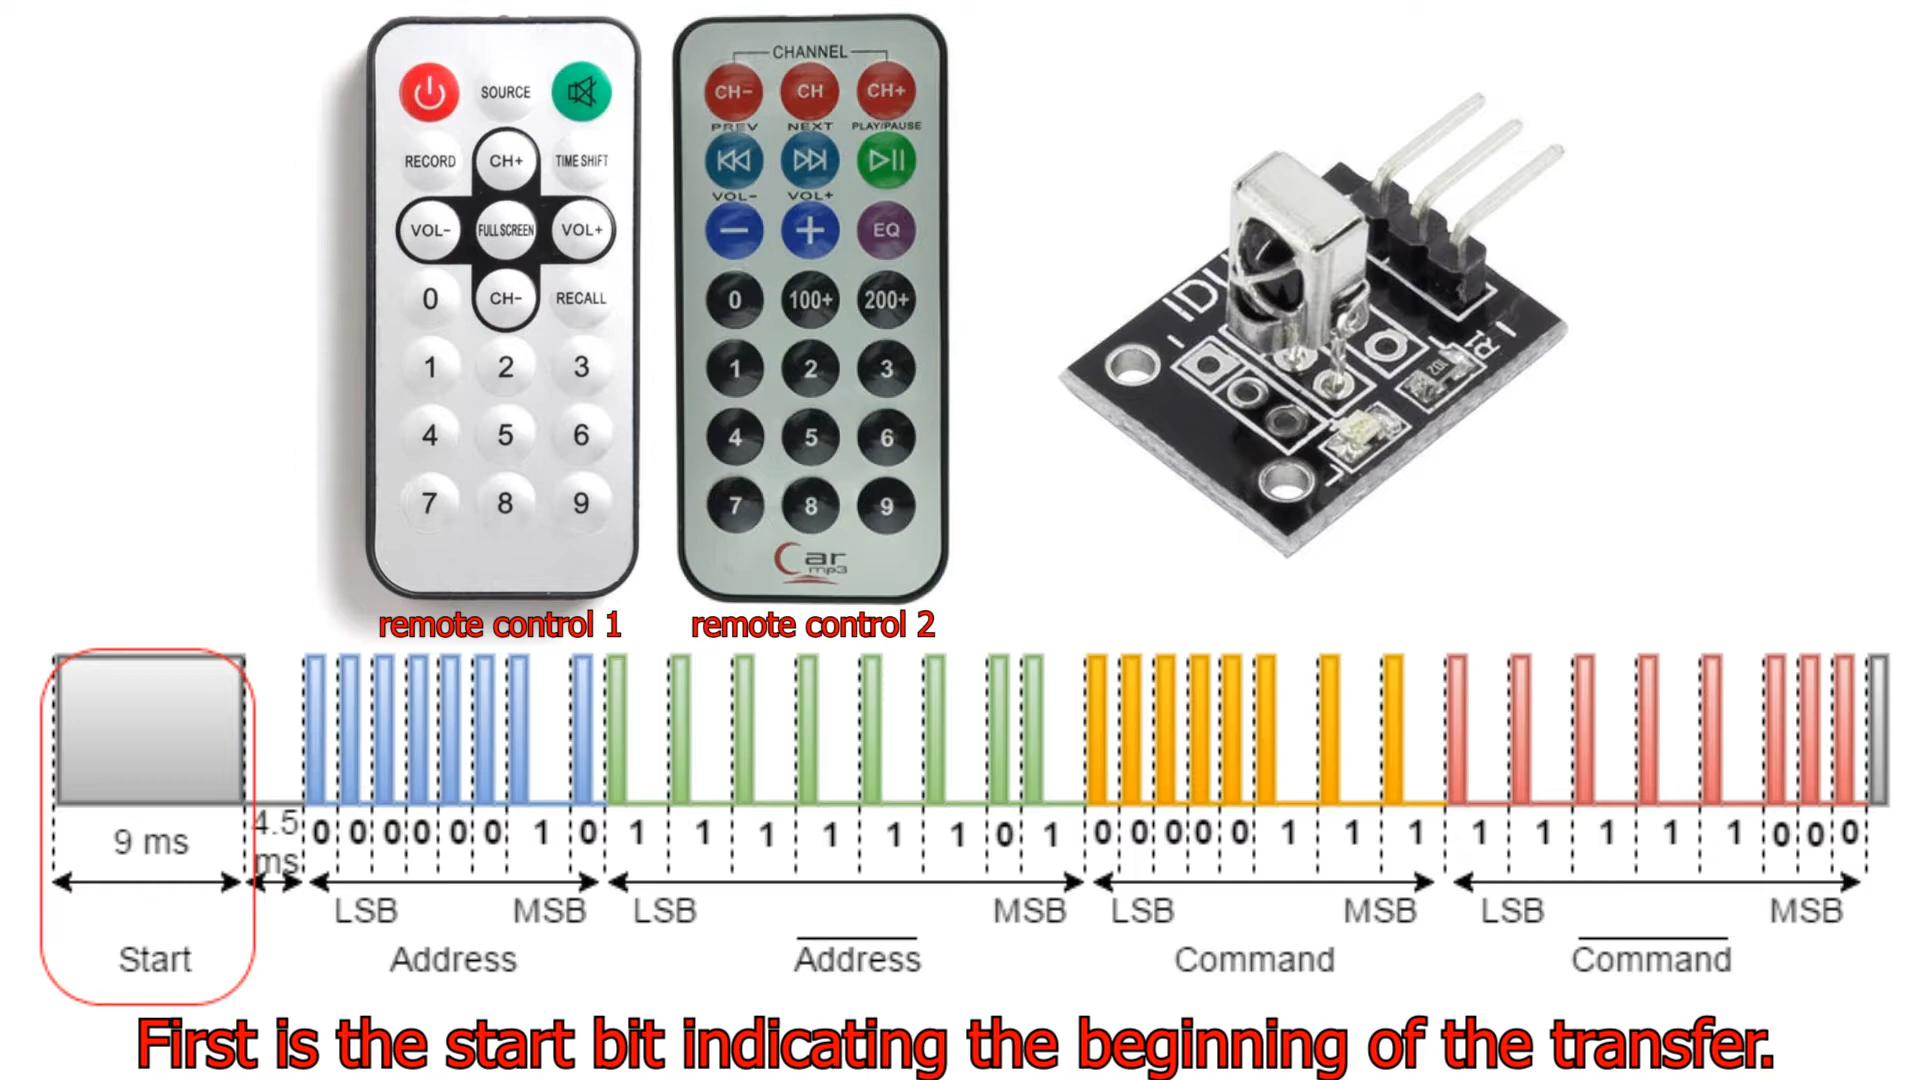 SOURCE
RECORD CH+ TIME SHIFT
VOL- FULL SCREEN VOL+
0 CH- RECALL
1 2 3
4 5 6
7 8 9
remote control 1
CHANNEL
CH- CH CH+
PREV NEXT PLAY/PAUSE
VOL- VOL+
EQ
0 100+ 200+
1 2 3
4 5 6
7 8 9
Car
mp3
remote control 2
R1
9 ms
4.5
ms
0 0 0 0 0 0 1 0 1 1 1 1 1 1 0 1 0 0 0 0 0 1 1 1 1 1 1 1 1 0 0 0
LSB MSB LSB MSB LSB MSB LSB MSB
Start Address Address Command Command
First is the start bit indicating the beginning of the transfer.